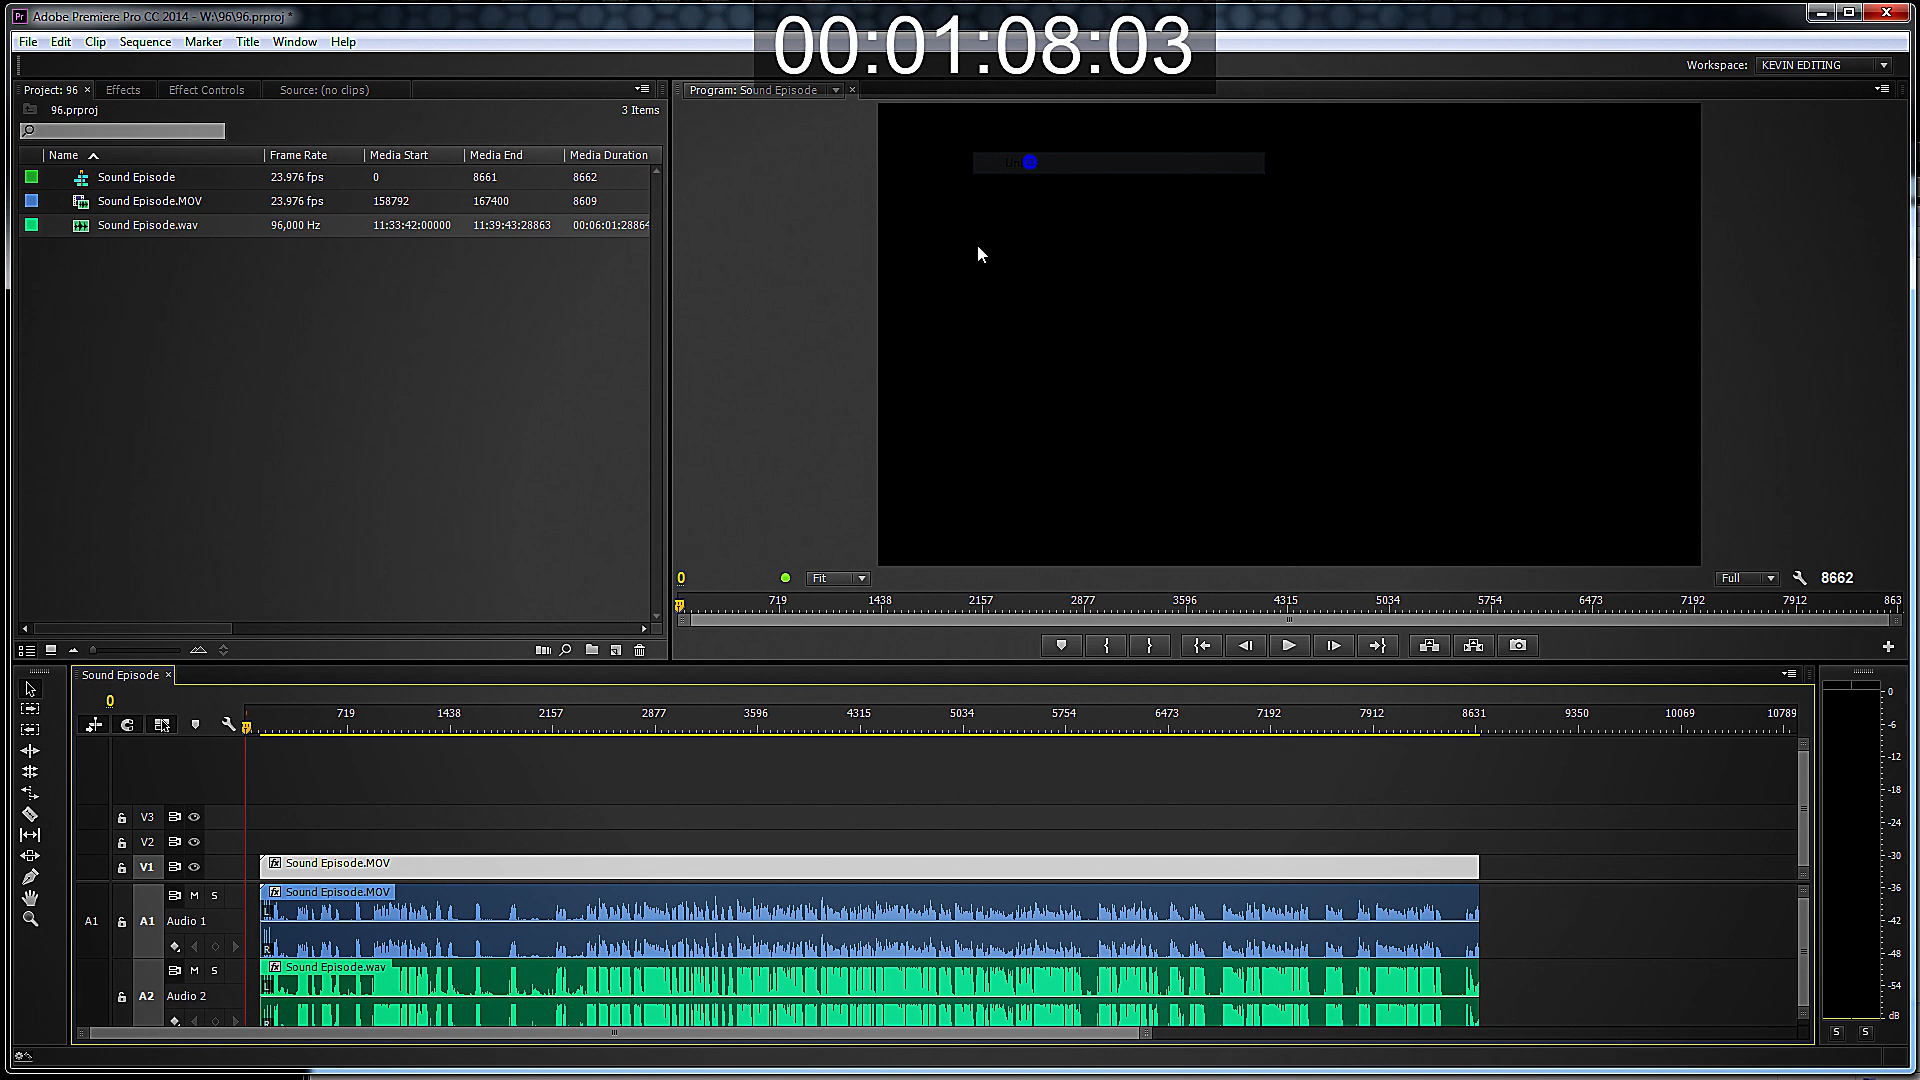 Adobe Premiere Pro CC 2014 - W:\96\96.prproj *
00:01:08:03
File Edit Clip Sequence Marker Title Window Help
Workspace: KEVIN EDITING
Project: 96 Effects Effect Controls Source: (no clips)
Program: Sound Episode
96.prproj
3 Items
Name Frame Rate Media Start Media End Media Duration
Sound Episode 23.976 fps 0 8661 8662
Sound Episode.MOV 23.976 fps 158792 167400 8609
Sound Episode.wav 96,000 Hz 11:33:42:00000 11:39:43:28863 00:06:01:28864
0 Fit Full 8662
719 1438 2157 2877 3596 4315 5034 5754 6473 7192 7912 863
Sound Episode
0
719 1438 2157 2877 3596 4315 5034 5754 6473 7192 7912 8631 9350 10069 10789
V3
V2
V1
fx Sound Episode.MOV
fx Sound Episode.MOV
M S
L
A1 A1 Audio 1
R
fx Sound Episode.wav
M S
L
A2 Audio 2
R
0
-6
-12
-18
-24
-30
-36
-42
-48
-54
dB
S S